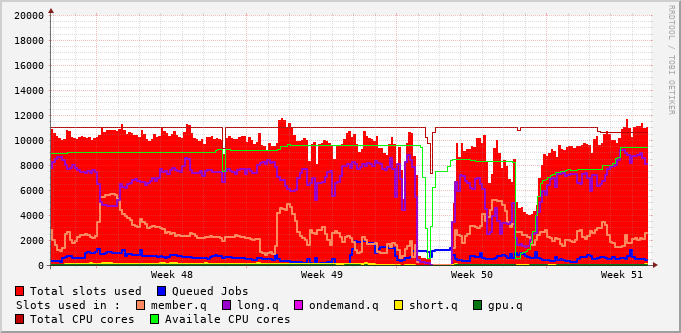 RRDTOOL / TOBI OETIKER
20000
18000
16000
14000
12000
10000
8000
6000
4000
2000
0
Week 48 Week 49 Week 50 Week 51
Total slots used Queued Jobs
Slots used in : member.q long.q ondemand.q short.q gpu.q
Total CPU cores Availale CPU cores